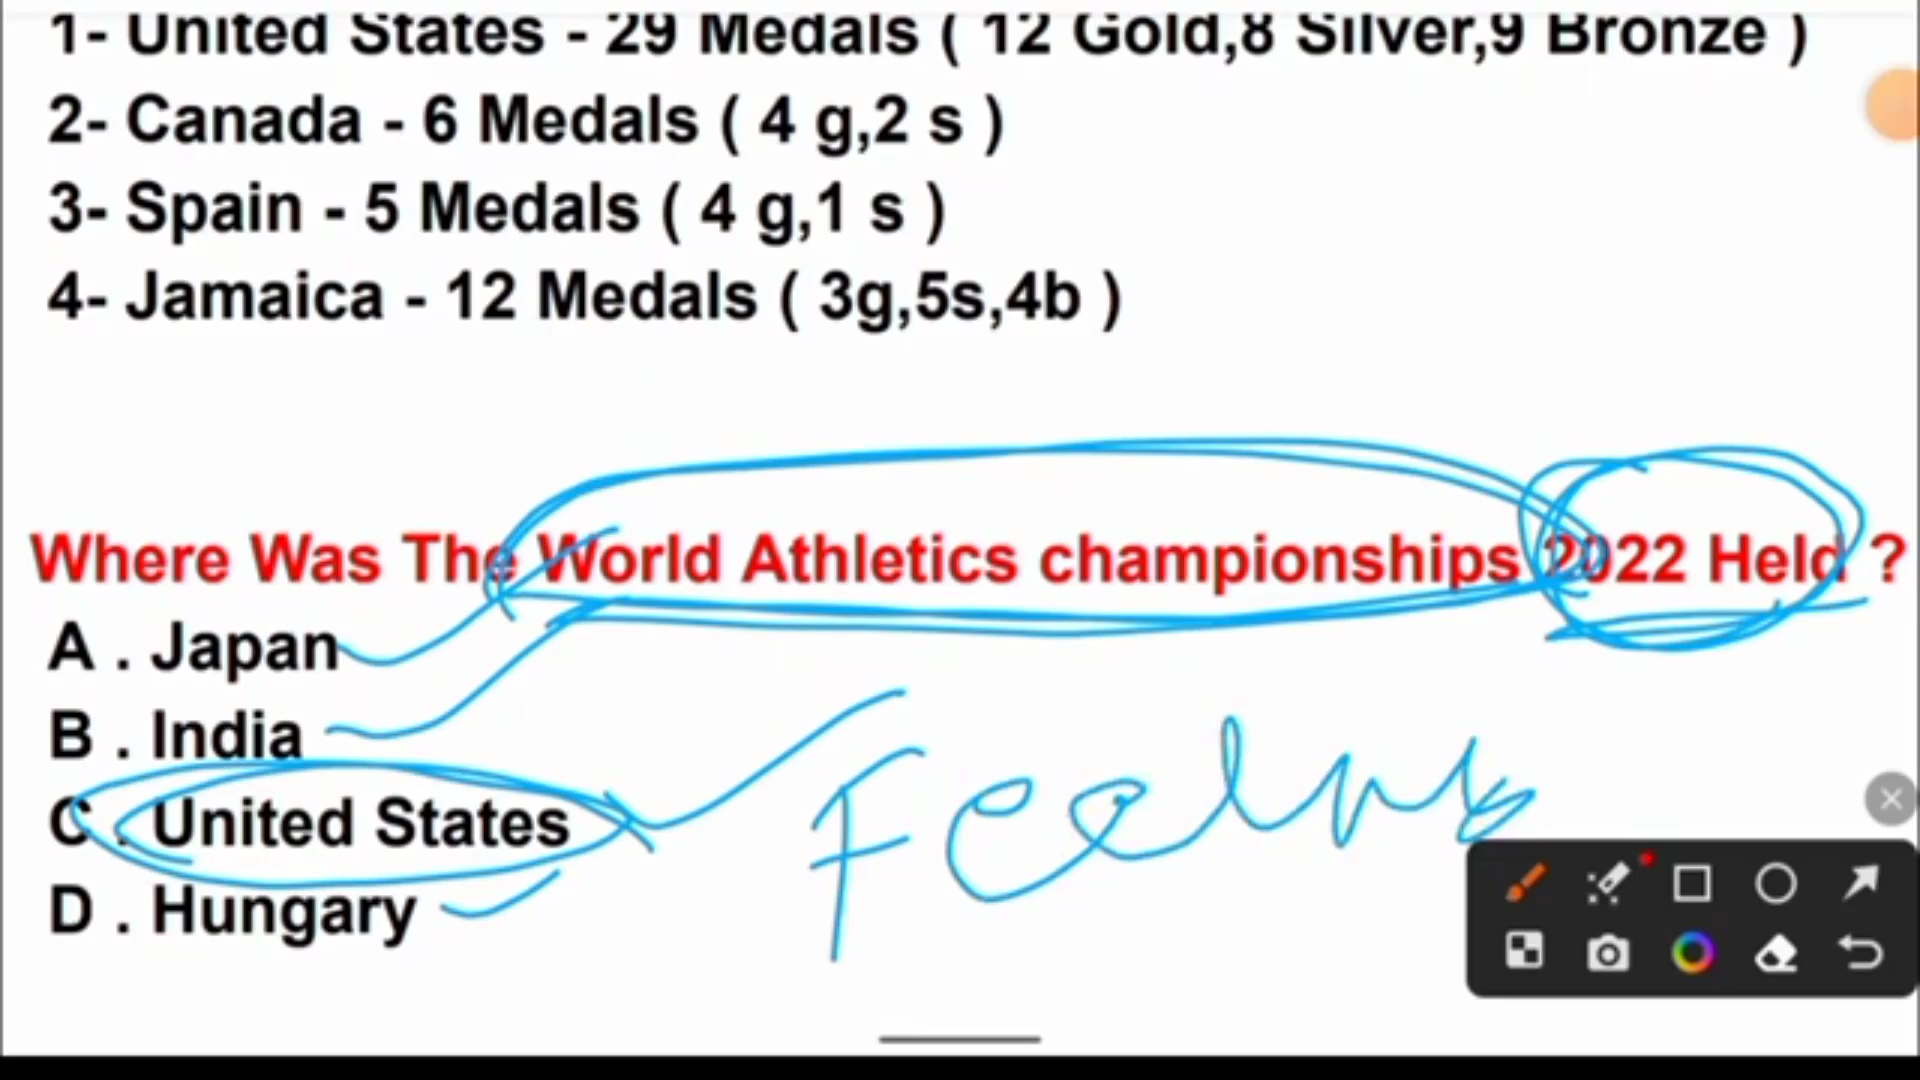 1- United States - 29 Medals ( 12 Gold,8 Silver,9 Bronze )
2- Canada - 6 Medals ( 4 g,2 s )
3- Spain - 5 Medals ( 4 g,1 s )
4- Jamaica - 12 Medals ( 3g,5s,4b )
Where Was The World Athletics championships 2022 Held ?
A . Japan
B . India
C . United States
D . Hungary